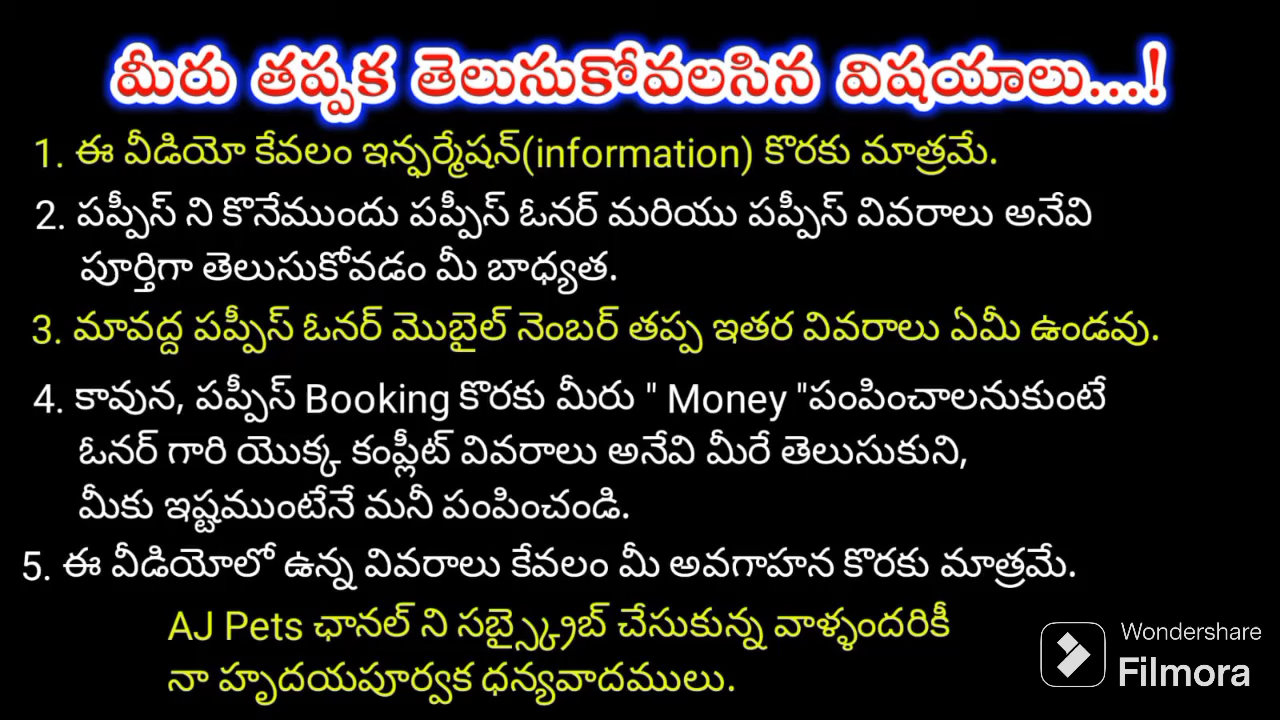 మీరు తప్పక తెలుసుకోవలసిన విషయాలు...!
1. ఈ వీడియో కేవలం ఇన్ఫర్మేషన్(information) కొరకు మాత్రమే.
2. పప్పీస్ ని కొనేముందు పప్పీస్ ఓనర్ మరియు పప్పీస్ వివరాలు అనేవి
పూర్తిగా తెలుసుకోవడం మీ బాధ్యత.
3. మావద్ద పప్పీస్ ఓనర్ మొబైల్ నెంబర్ తప్ప ఇతర వివరాలు ఏమీ ఉండవు.
4. కావున, పప్పీస్ Booking కొరకు మీరు " Money "పంపించాలనుకుంటే
ఓనర్ గారి యొక్క కంప్లీట్ వివరాలు అనేవి మీరే తెలుసుకుని,
మీకు ఇష్టముంటేనే మనీ పంపించండి.
5. ఈ వీడియోలో ఉన్న వివరాలు కేవలం మీ అవగాహన కొరకు మాత్రమే.
AJ Pets ఛానల్ ని సబ్స్క్రైబ్ చేసుకున్న వాళ్ళందరికీ
నా హృదయపూర్వక ధన్యవాదములు.
Wondershare
Filmora